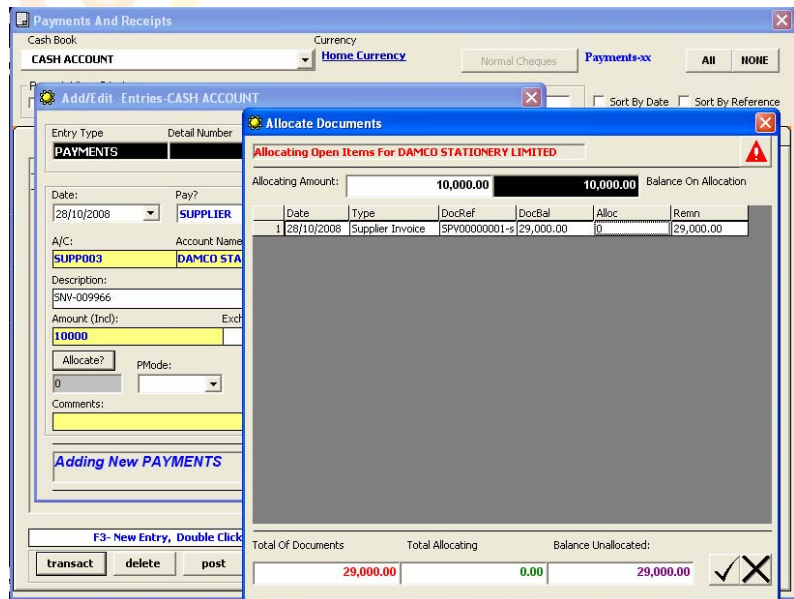 Payments And Receipts
Cash Book Currency
CASH ACCOUNT Home Currency Normal Cheques Payments-xx All NONE
Sort By Date Sort By Reference
Add/Edit Entries-CASH ACCOUNT
Entry Type Detail Number
PAYMENTS
Date: Pay?
28/10/2008 SUPPLIER
A/C: Account Name
SUPP003 DAMCO STA
Description:
SNV-009966
Amount (Incl): Exch
10000
Allocate? PMode:
0
Comments:
Adding New PAYMENTS
F3- New Entry, Double Click
transact delete post
Allocate Documents
Allocating Open Items For DAMCO STATIONERY LIMITED
Allocating Amount: 10,000.00 10,000.00 Balance On Allocation
Date Type DocRef DocBal Alloc Remn
1 28/10/2008 Supplier Invoice SPV00000001-s 29,000.00 0 29,000.00
Total Of Documents Total Allocating Balance Unallocated:
29,000.00 0.00 29,000.00